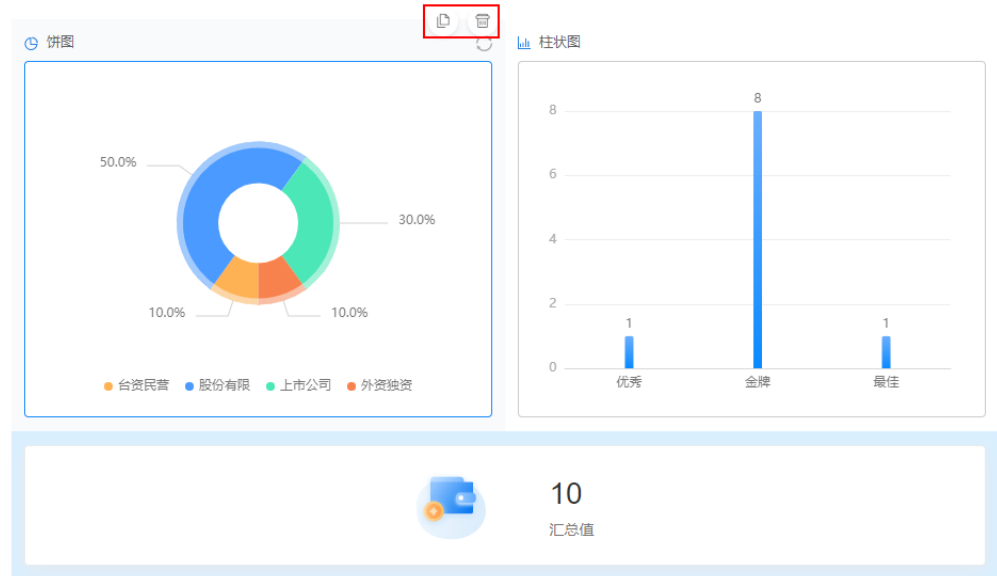 饼图
50.0%
30.0%
10.0%
10.0%
台资民营 股份有限 上市公司 外资独资
柱状图
8
8
6
4
2
1
1
0
优秀 金牌 最佳
10
汇总值